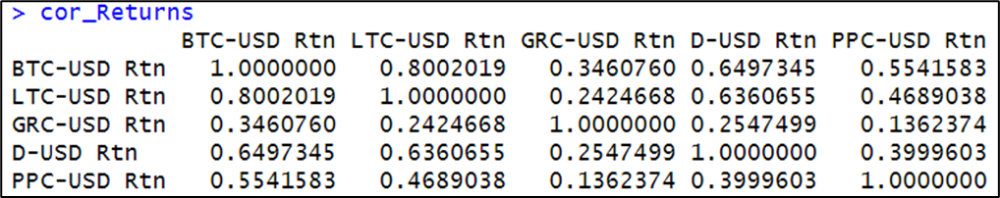 > cor_Returns
BTC-USD Rtn LTC-USD Rtn GRC-USD Rtn D-USD Rtn PPC-USD Rtn
BTC-USD Rtn 1.0000000 0.8002019 0.3460760 0.6497345 0.5541583
LTC-USD Rtn 0.8002019 1.0000000 0.2424668 0.6360655 0.4689038
GRC-USD Rtn 0.3460760 0.2424668 1.0000000 0.2547499 0.1362374
D-USD Rtn 0.6497345 0.6360655 0.2547499 1.0000000 0.3999603
PPC-USD Rtn 0.5541583 0.4689038 0.1362374 0.3999603 1.0000000